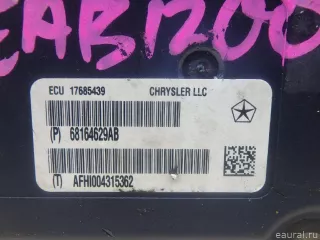 EAB1200
ECU 17685439 CHRYSLER LLC
(P) 68164629AB
(T) AFHI004315362
eaural.ru